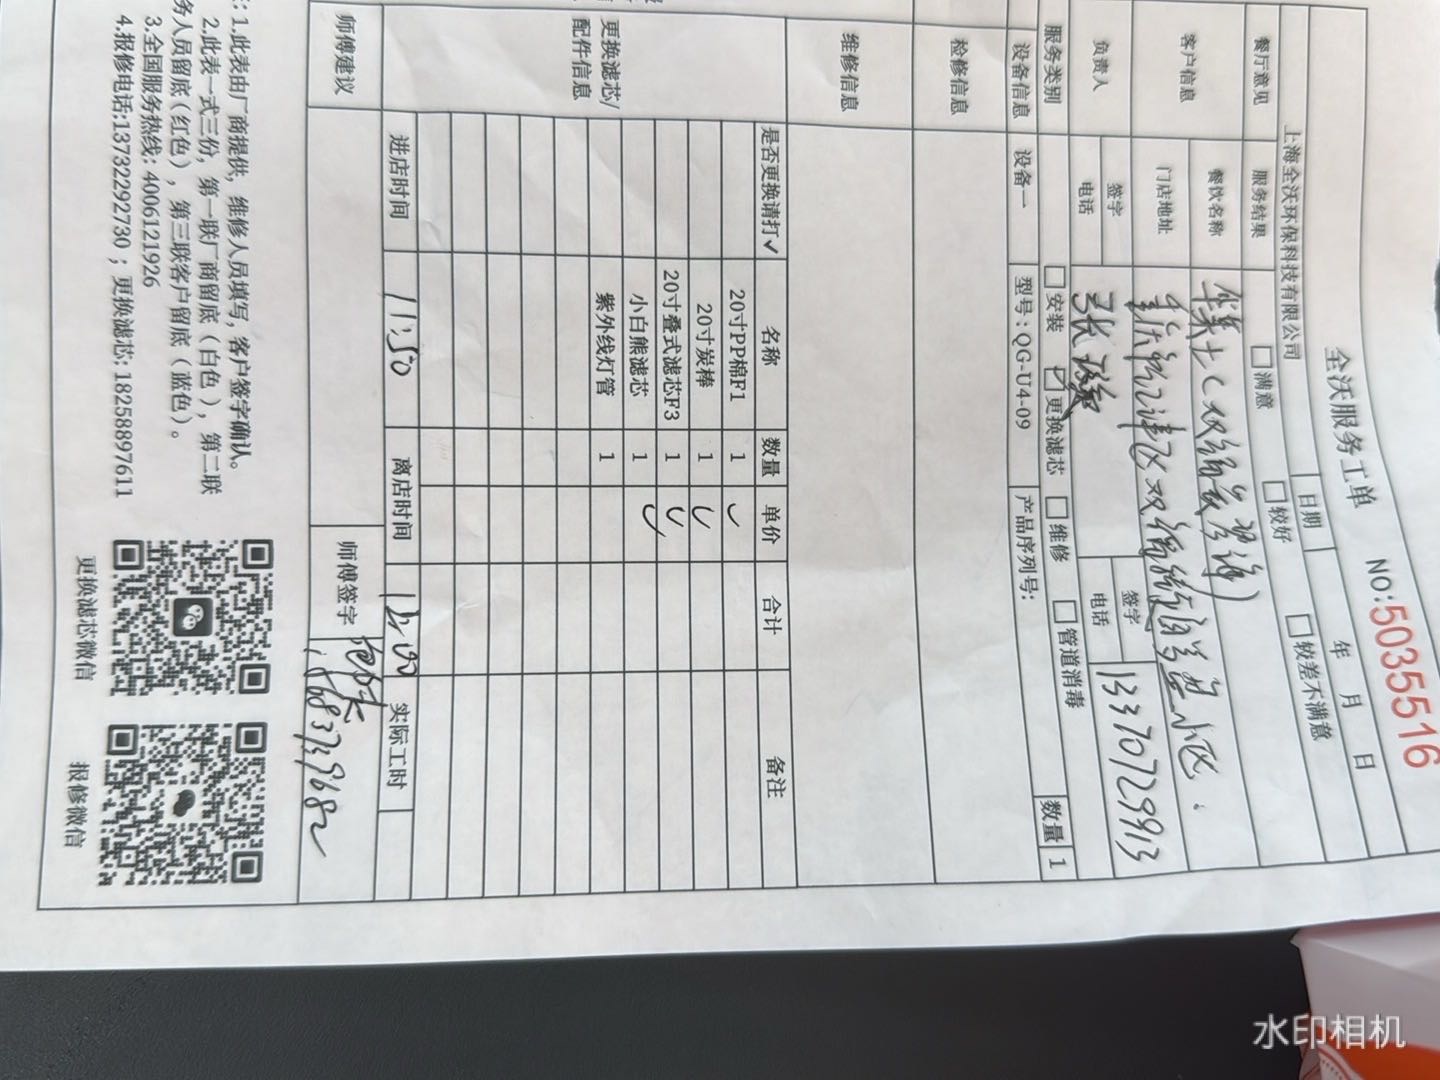 全沃服务工单
NO:5035516
上海全沃环保科技有限公司 日期 年 月 日
餐厅意见 服务结果 满意 较好 较差不满意
客户信息 餐饮名称
门店地址
负责人 签字 签字
电话 电话 13370729913
服务类别 安装 更换滤芯 维修 管道消毒
设备信息 设备一 型号:QG-U4-09 产品序列号: 数量 1
检修信息
维修信息
更换滤芯/配件信息
是否更换请打✓ 名称 数量 单价 合计 备注
20寸PP棉F1 1 ✓
20寸炭棒 1 ✓
20寸叠式滤芯F3 1 ✓
小白熊滤芯 1 ✓
紫外线灯管 1
进店时间 11:50 离店时间 12:00 实际工时
师傅建议 师傅签字
:1.此表由厂商提供,维修人员填写,客户签字确认。
2.此表一式三份,第一联厂商留底(白色),第二联
务人员留底(红色),第三联客户留底(蓝色)。
3.全国服务热线:4006121926
4.报修电话:13732292730;更换滤芯:18258897611
更换滤芯微信
报修微信
水印相机